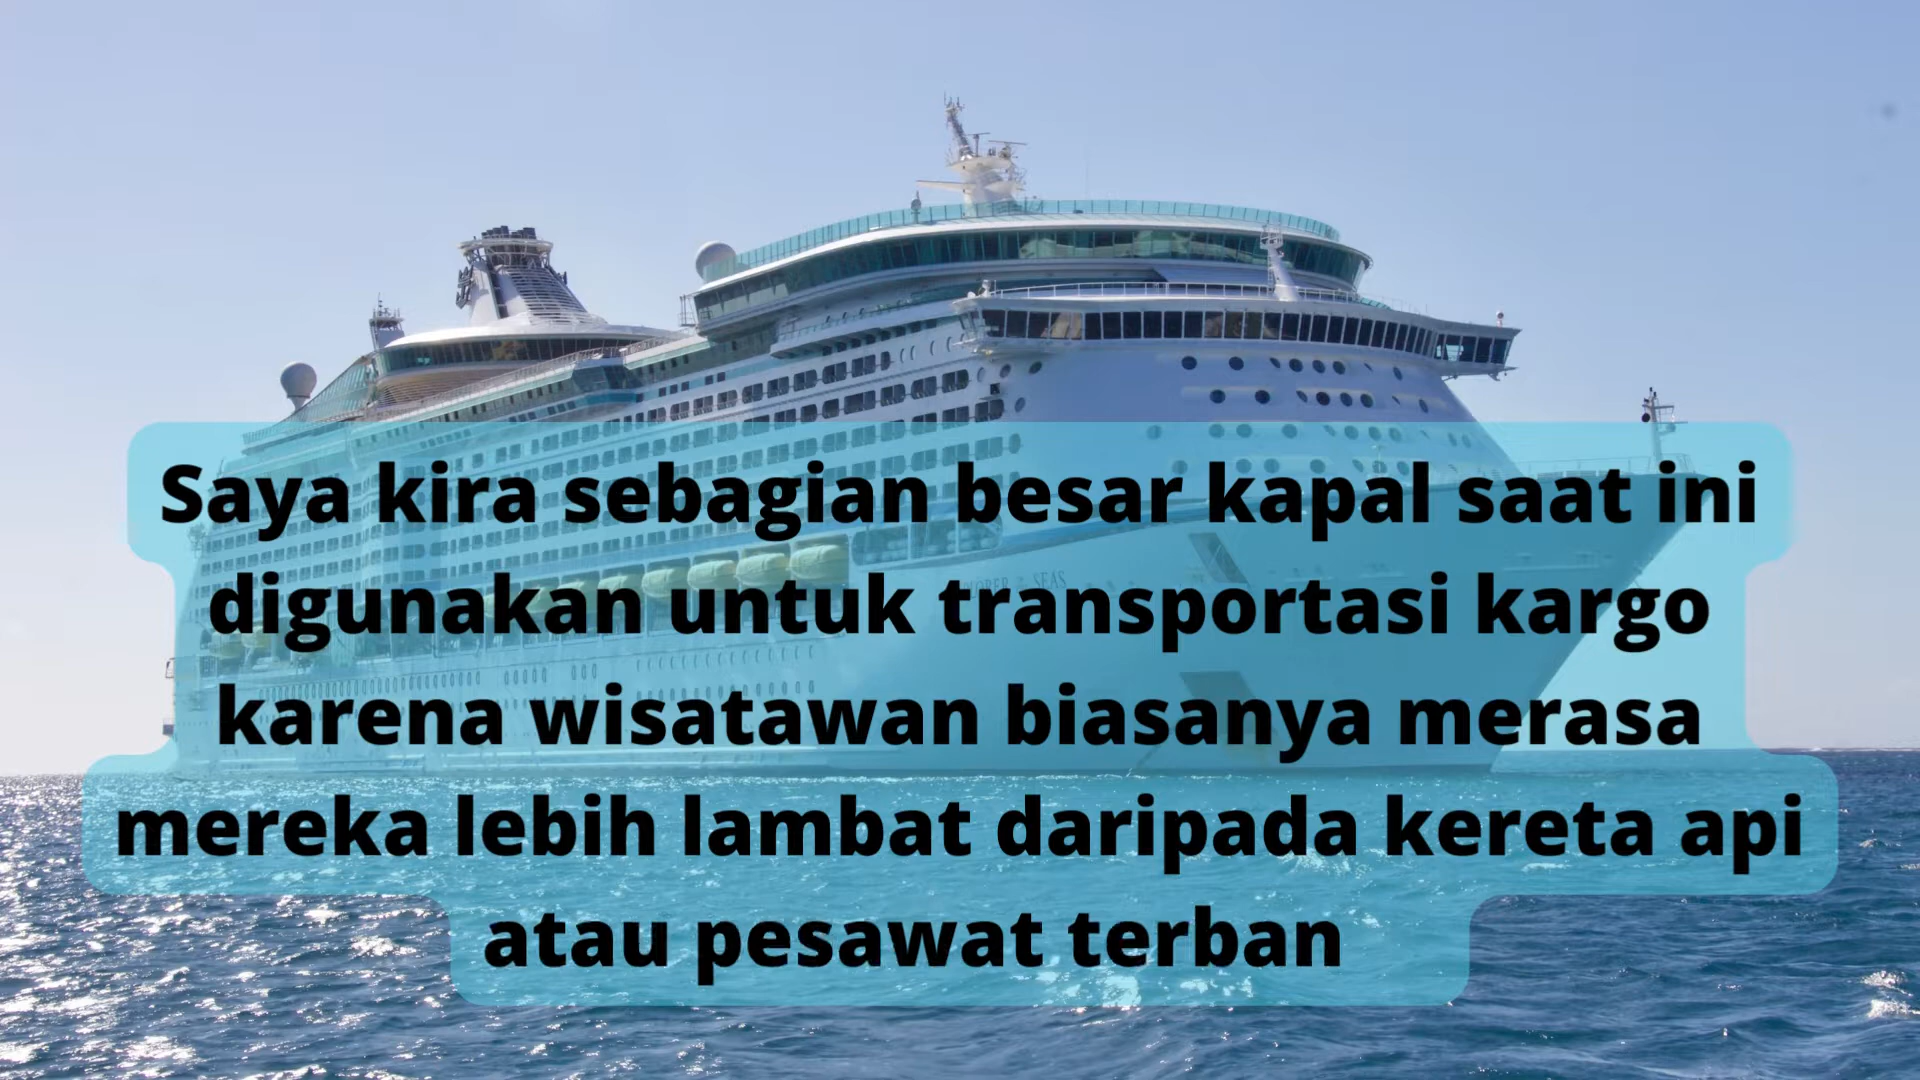 Saya kira sebagian besar kapal saat ini
digunakan untuk transportasi kargo
karena wisatawan biasanya merasa
mereka lebih lambat daripada kereta api
atau pesawat terban
SEAS